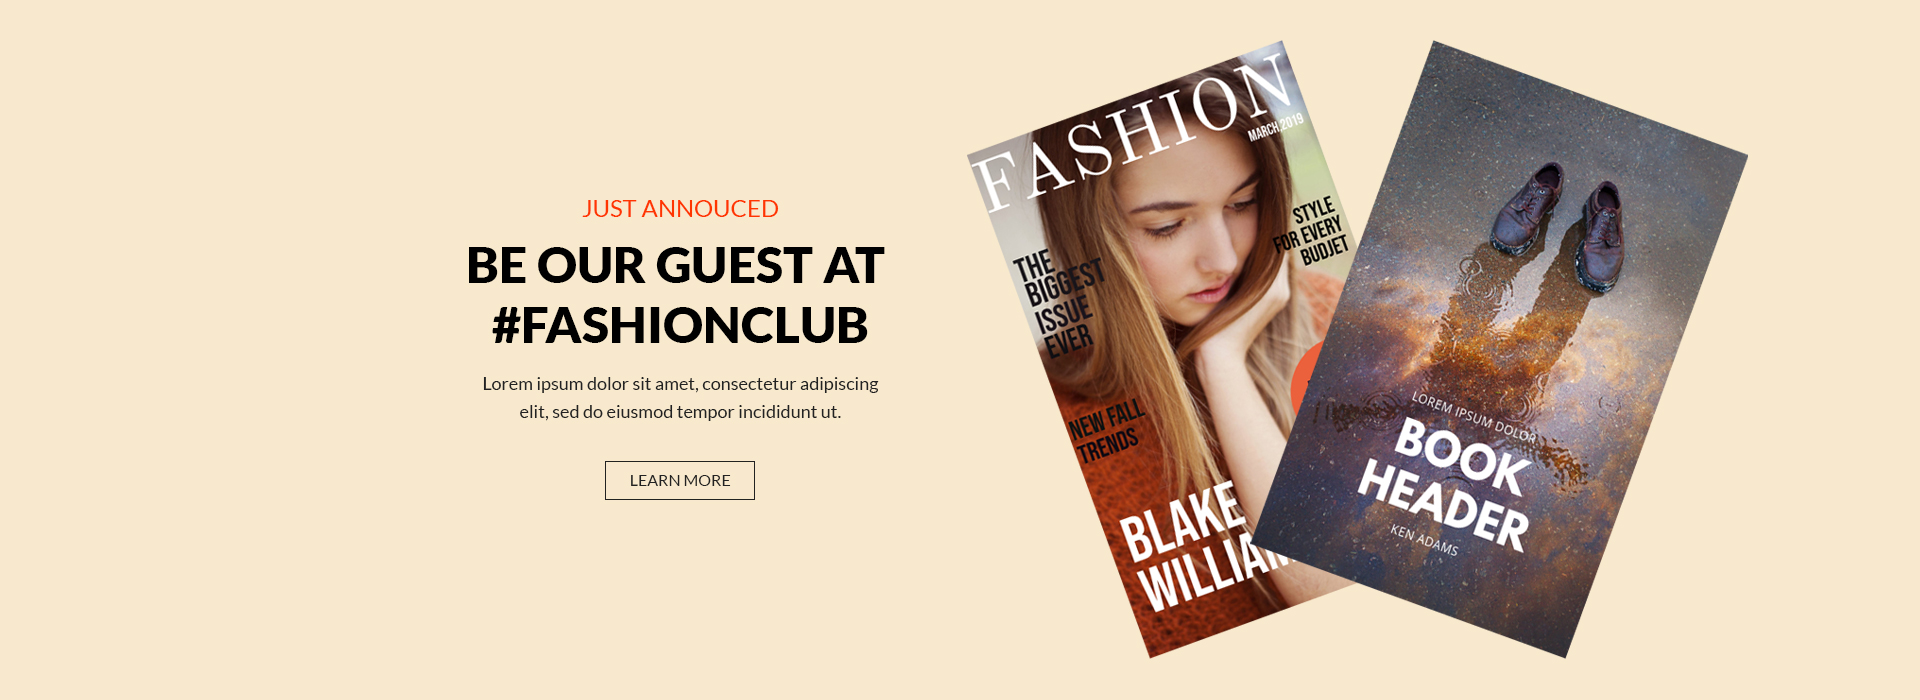 JUST ANNOUCED
BE OUR GUEST AT
#FASHIONCLUB
Lorem ipsum dolor sit amet, consectetur adipiscing
elit, sed do eiusmod tempor incididunt ut.
LEARN MORE
FASHION
MARCH,2019
STYLE
FOR EVERY
BUDJET
THE
BIGGEST
ISSUE
EVER
NEW FALL
TRENDS
BLAKE
LOREM IPSUM DOLOR
BOOK
HEADER
KEN ADAMS